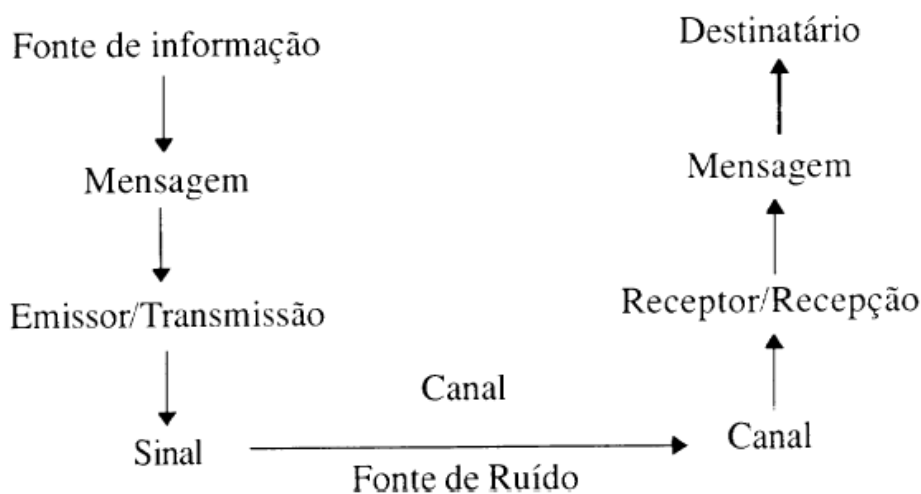 Fonte de informação
Mensagem
Emissor/Transmissão
Sinal
Canal
Fonte de Ruído
Canal
Receptor/Recepção
Mensagem
Destinatário